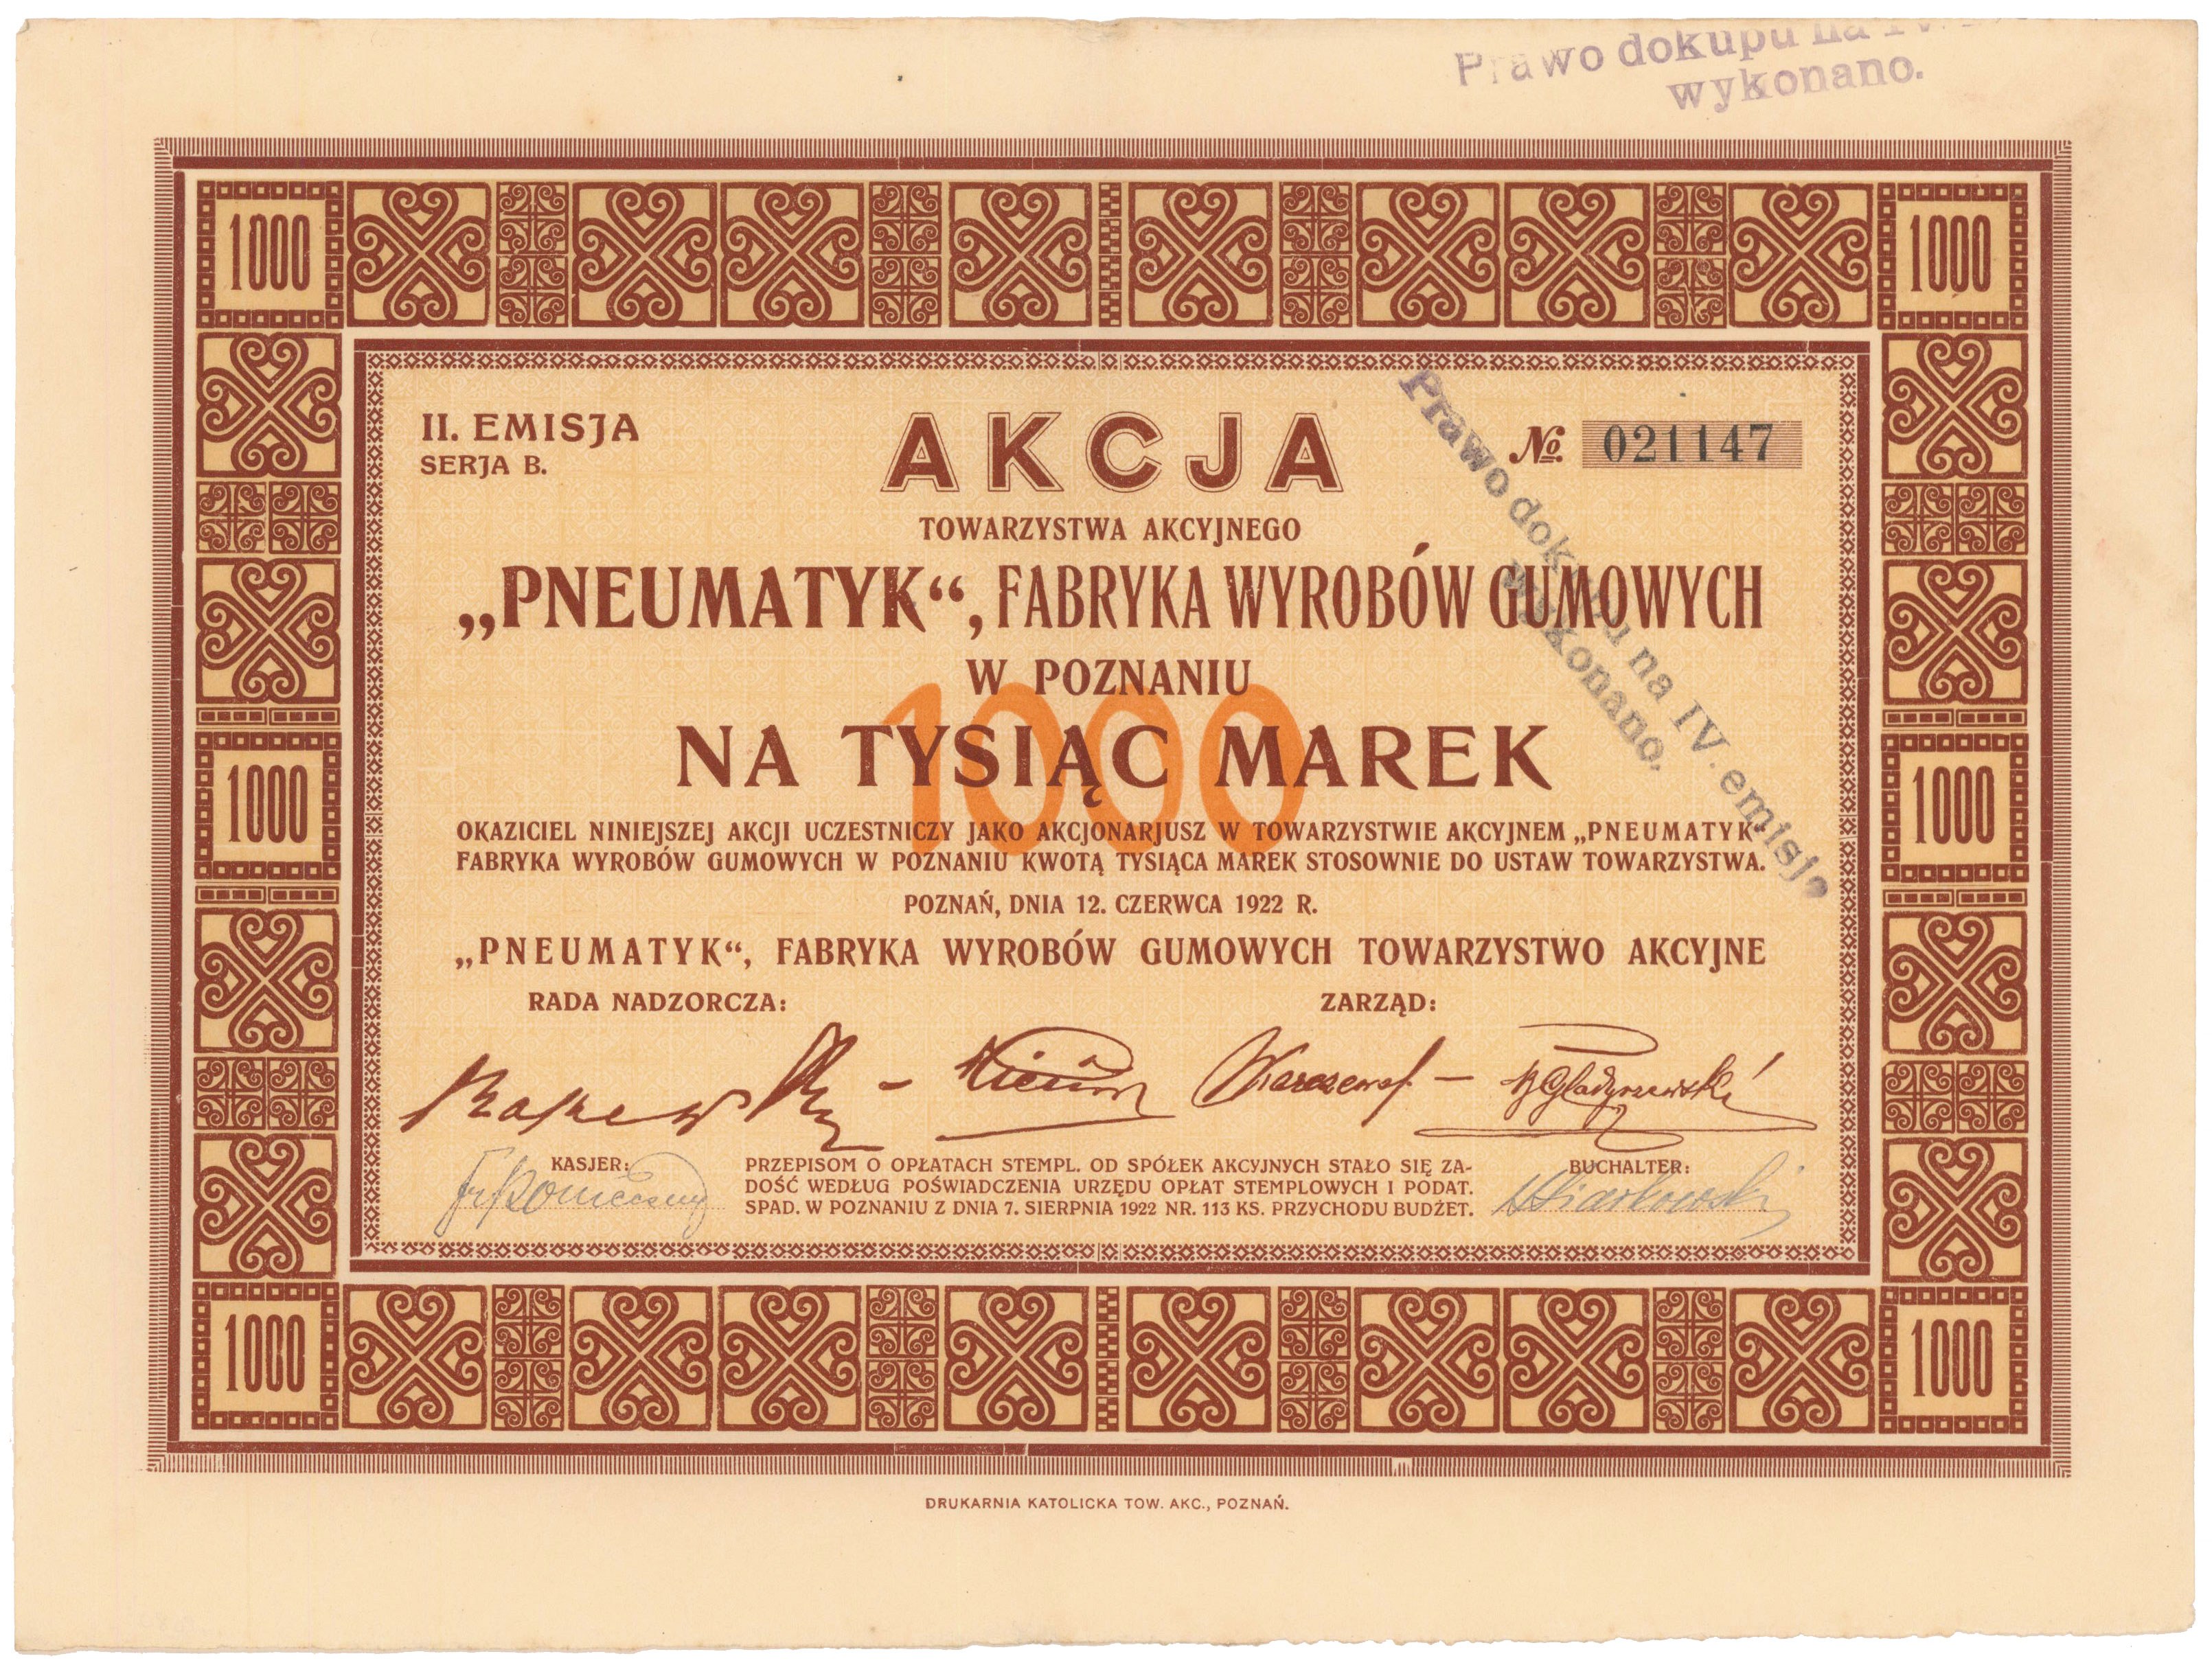 Prawo dokupu na
wykonano.
1000
1000
II. EMISJA
SERJA B.
AKCJA
№ 021147
TOWARZYSTWA AKCYJNEGO
„PNEUMATYK“, FABRYKA WYROBÓW GUMOWYCH
W POZNANIU
1000
NA TYSIĄC MAREK
Prawo dokupu na IV. emisje
wykonano.
1000
1000
OKAZICIEL NINIEJSZEJ AKCJI UCZESTNICZY JAKO AKCJONARJUSZ W TOWARZYSTWIE AKCYJNEM „PNEUMATYK“
FABRYKA WYROBÓW GUMOWYCH W POZNANIU KWOTĄ TYSIĄCA MAREK STOSOWNIE DO USTAW TOWARZYSTWA.
POZNAŃ, DNIA 12. CZERWCA 1922 R.
„PNEUMATYK“, FABRYKA WYROBÓW GUMOWYCH TOWARZYSTWO AKCYJNE
RADA NADZORCZA:
ZARZĄD:
KASJER:
PRZEPISOM O OPŁATACH STEMPL. OD SPÓŁEK AKCYJNYCH STAŁO SIĘ ZA-
DOŚĆ WEDŁUG POŚWIADCZENIA URZĘDU OPŁAT STEMPLOWYCH I PODAT.
SPAD. W POZNANIU Z DNIA 7. SIERPNIA 1922 NR. 113 KS. PRZYCHODU BUDŻET.
BUCHALTER:
1000
1000
DRUKARNIA KATOLICKA TOW. AKC., POZNAŃ.